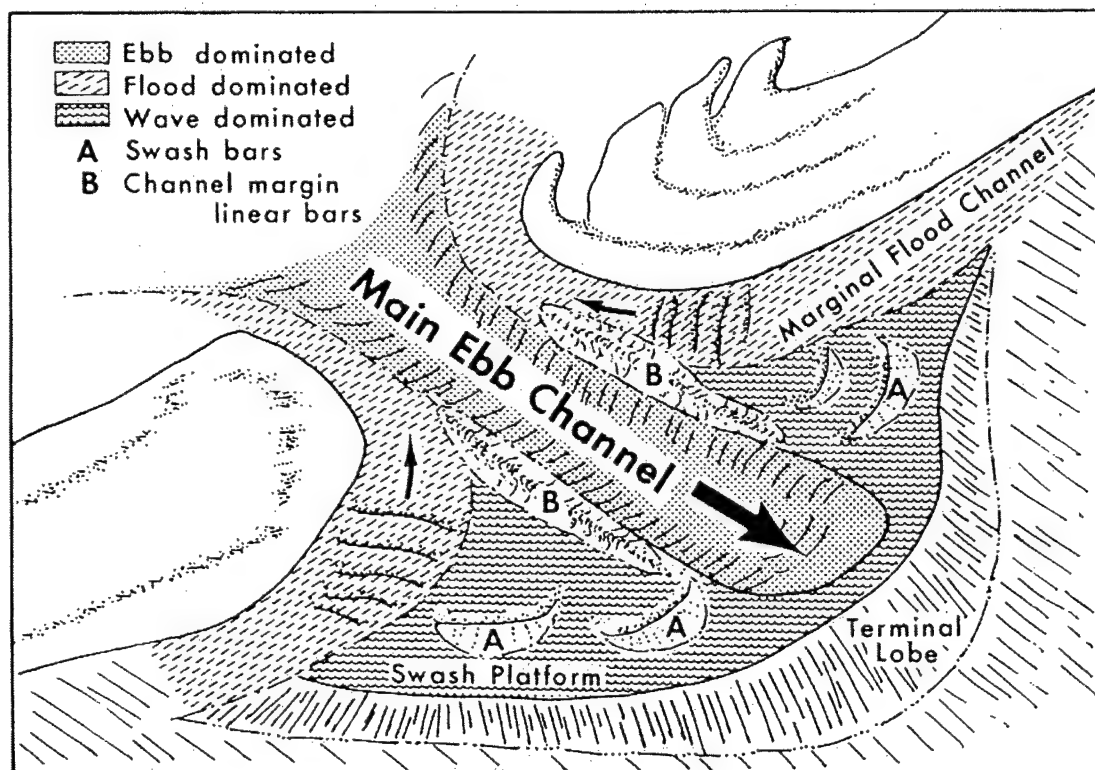 Ebb dominated
Flood dominated
Wave dominated
A Swash bars
B Channel margin
linear bars
Marginal Flood Channel
Main Ebb Channel
B
A
B
A
A
Swash Platform
Terminal
Lobe